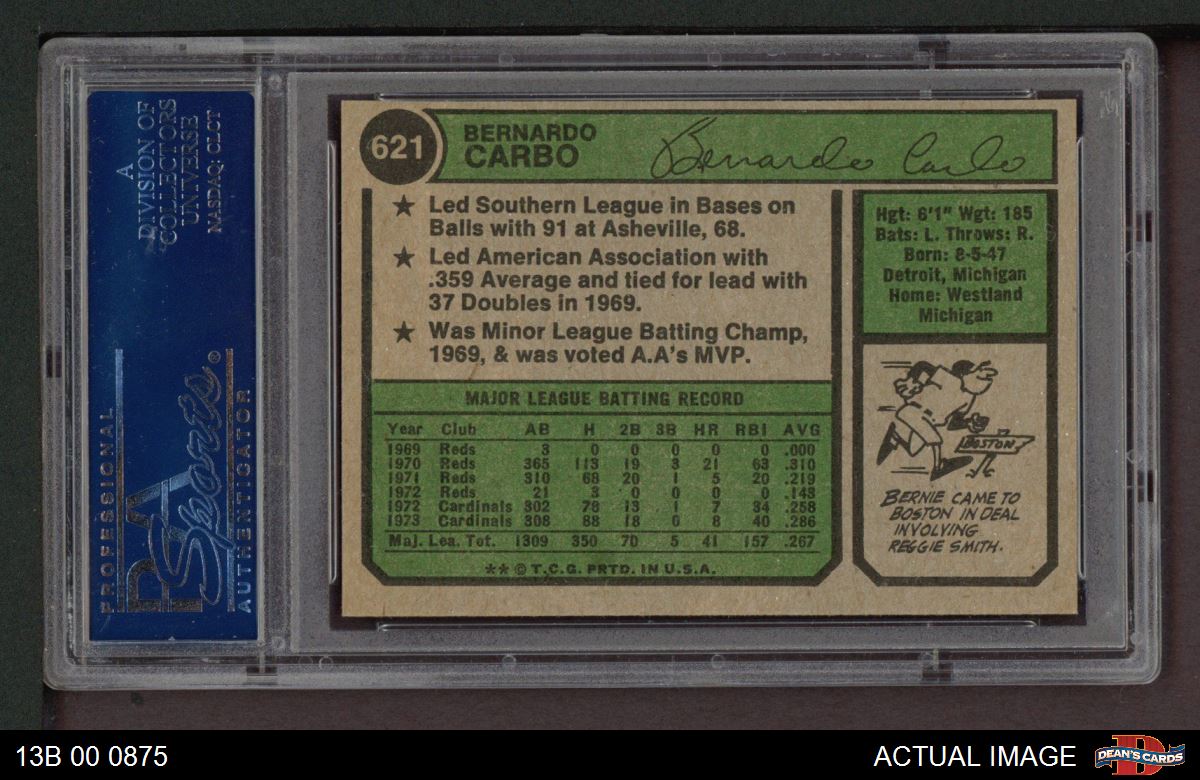 A
DIVISION OF
COLLECTORS
UNIVERSE
NASDAQ: CLCT
PROFESSIONAL
PSA
Sports®
AUTHENTICATOR
621
BERNARDO
CARBO
Bernardo Carbo
★ Led Southern League in Bases on
Balls with 91 at Asheville, 68.
★ Led American Association with
.359 Average and tied for lead with
37 Doubles in 1969.
★ Was Minor League Batting Champ,
1969, & was voted A.A's MVP.
Hgt: 6'1" Wgt: 185
Bats: L. Throws: R.
Born: 8-5-47
Detroit, Michigan
Home: Westland
Michigan
MAJOR LEAGUE BATTING RECORD
Year Club AB H 2B 3B HR RBI AVG
1969 Reds 3 0 0 0 0 0 .000
1970 Reds 365 113 19 3 21 63 .310
1971 Reds 310 68 20 1 5 20 .219
1972 Reds 21 3 0 0 0 0 .143
1972 Cardinals 302 78 13 1 7 34 .258
1973 Cardinals 308 88 18 0 8 40 .286
Maj. Lea. Tot. 1309 350 70 5 41 157 .267
** © T.C.G. PRTD. IN U.S.A.
BOSTON
BERNIE CAME TO
BOSTON IN DEAL
INVOLVING
REGGIE SMITH.
13B 00 0875
ACTUAL IMAGE
D
DEAN'S CARDS